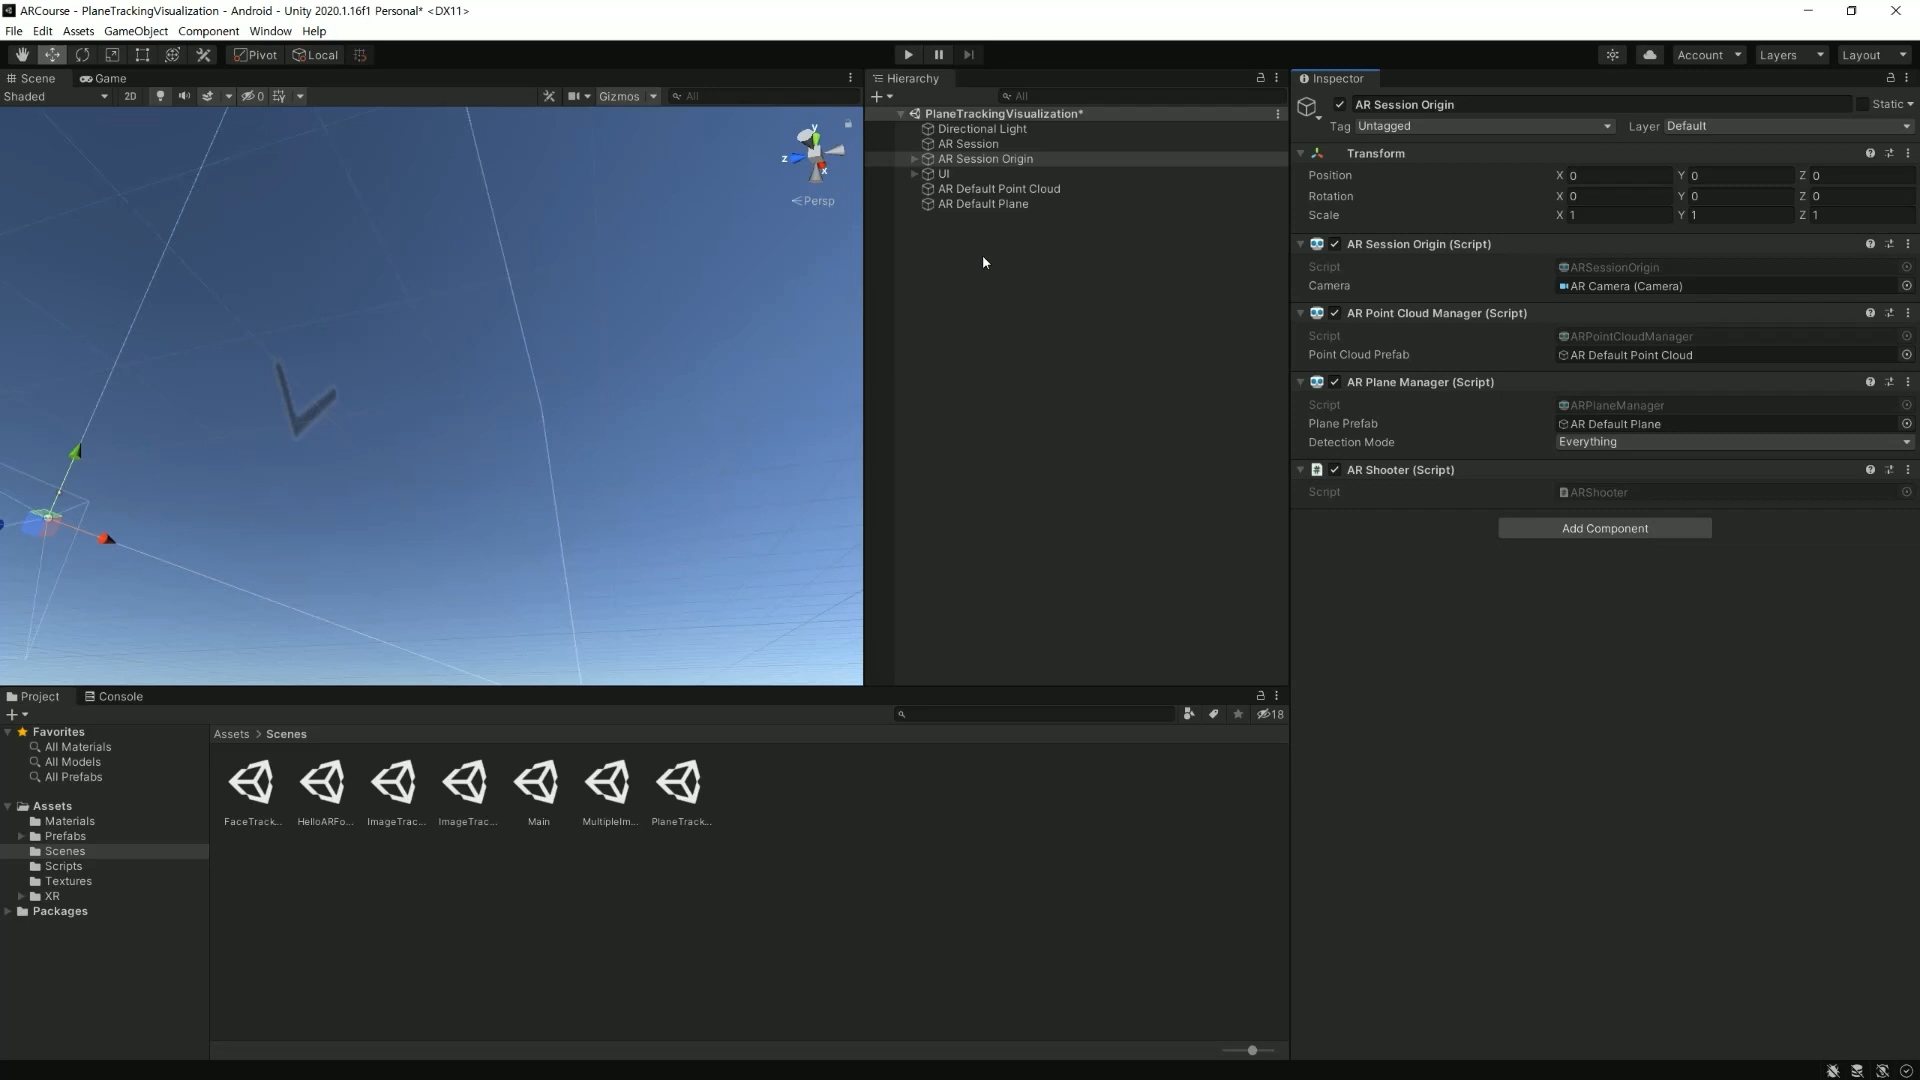 ARCourse - PlaneTrackingVisualization - Android - Unity 2020.1.16f1 Personal* <DX11>
File Edit Assets GameObject Component Window Help
Pivot Local Account Layers Layout
Scene Game
Shaded 2D 0 Gizmos All
y
z
x
Persp
Hierarchy
All
PlaneTrackingVisualization*
Directional Light
AR Session
AR Session Origin
UI
AR Default Point Cloud
AR Default Plane
Inspector
AR Session Origin Static
Tag Untagged Layer Default
Transform
Position X 0 Y 0 Z 0
Rotation X 0 Y 0 Z 0
Scale X 1 Y 1 Z 1
AR Session Origin (Script)
Script ARSessionOrigin
Camera AR Camera (Camera)
AR Point Cloud Manager (Script)
Script ARPointCloudManager
Point Cloud Prefab AR Default Point Cloud
AR Plane Manager (Script)
Script ARPlaneManager
Plane Prefab AR Default Plane
Detection Mode Everything
AR Shooter (Script)
Script ARShooter
Add Component
Project Console
18
Favorites
All Materials
All Models
All Prefabs
Assets
Materials
Prefabs
Scenes
Scripts
Textures
XR
Packages
Assets > Scenes
FaceTrack... HelloARFo... ImageTrac... ImageTrac... Main MultipleIm... PlaneTrack...